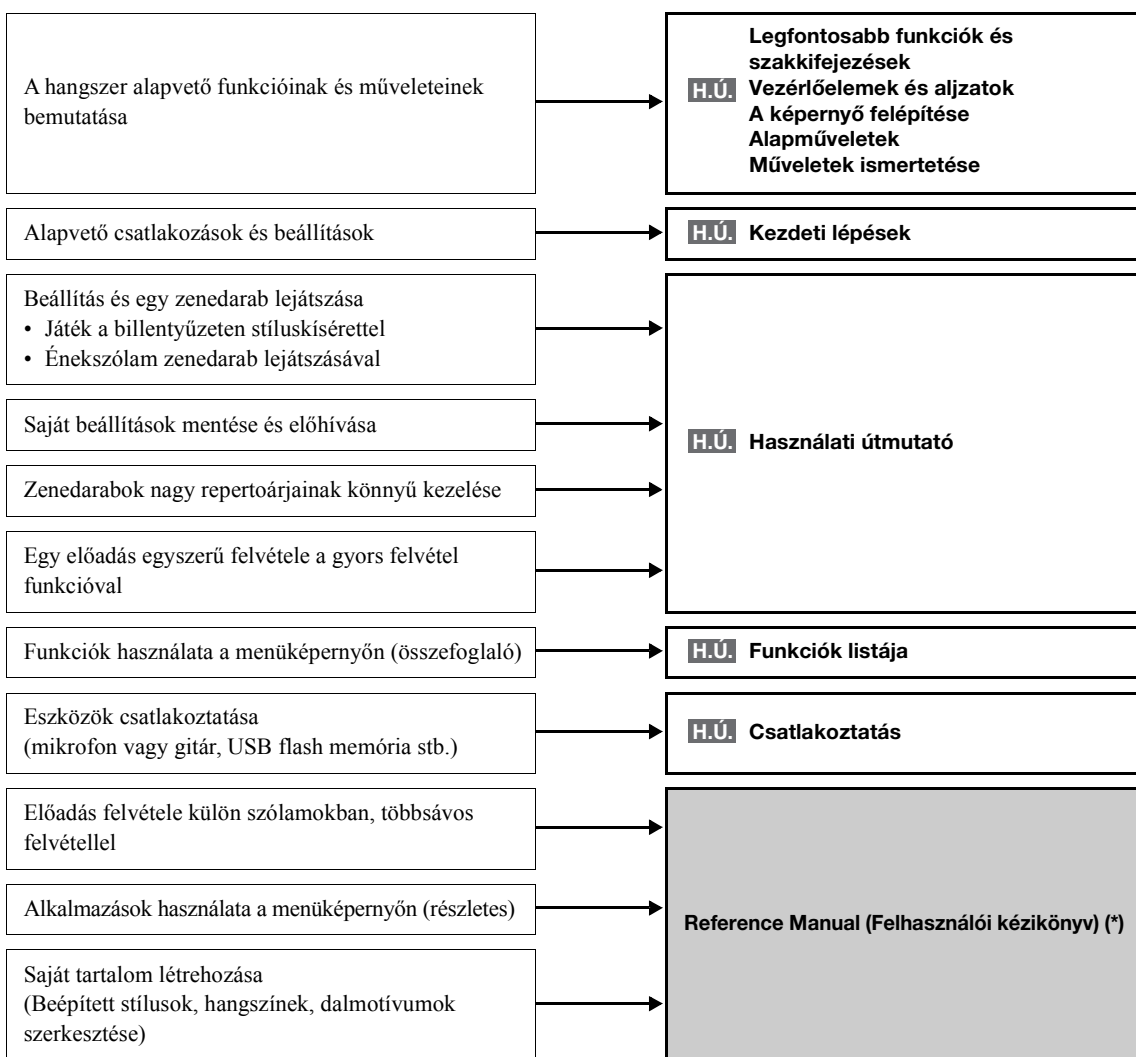 A hangszer alapvető funkcióinak és műveleteinek
bemutatása
H.Ú.
Legfontosabb funkciók és
szakkifejezések
Vezérlőelemek és aljzatok
A képernyő felépítése
Alapműveletek
Műveletek ismertetése
Alapvető csatlakozások és beállítások
H.Ú. Kezdeti lépések
Beállítás és egy zenedarab lejátszása
• Játék a billentyűzeten stíluskísérettel
• Énekszólam zenedarab lejátszásával
Saját beállítások mentése és előhívása
Zenedarabok nagy repertoárjainak könnyű kezelése
Egy előadás egyszerű felvétele a gyors felvétel
funkcióval
H.Ú. Használati útmutató
Funkciók használata a menüképernyőn (összefoglaló)
H.Ú. Funkciók listája
Eszközök csatlakoztatása
(mikrofon vagy gitár, USB flash memória stb.)
H.Ú. Csatlakoztatás
Előadás felvétele külön szólamokban, többsávos
felvétellel
Alkalmazások használata a menüképernyőn (részletes)
Saját tartalom létrehozása
(Beépített stílusok, hangszínek, dalmotívumok
szerkesztése)
Reference Manual (Felhasználói kézikönyv) (*)